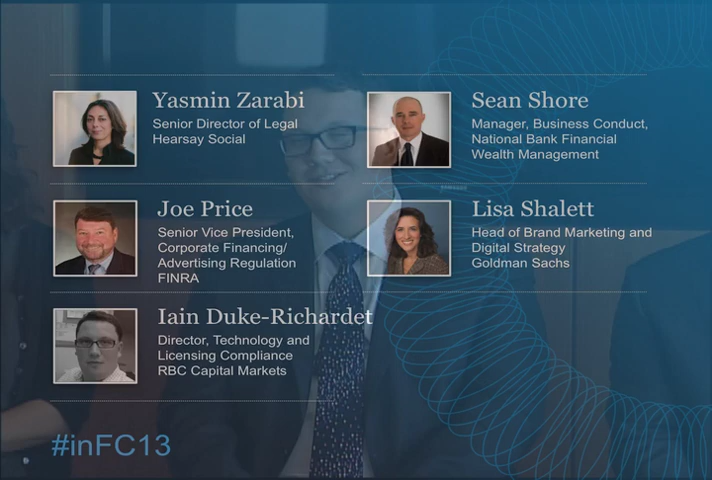 Yasmin Zarabi
Senior Director of Legal
Hearsay Social
Sean Shore
Manager, Business Conduct,
National Bank Financial
Wealth Management
Joe Price
Senior Vice President,
Corporate Financing/
Advertising Regulation
FINRA
Lisa Shalett
Head of Brand Marketing and
Digital Strategy
Goldman Sachs
Iain Duke-Richardet
Director, Technology and
Licensing Compliance
RBC Capital Markets
#inFC13